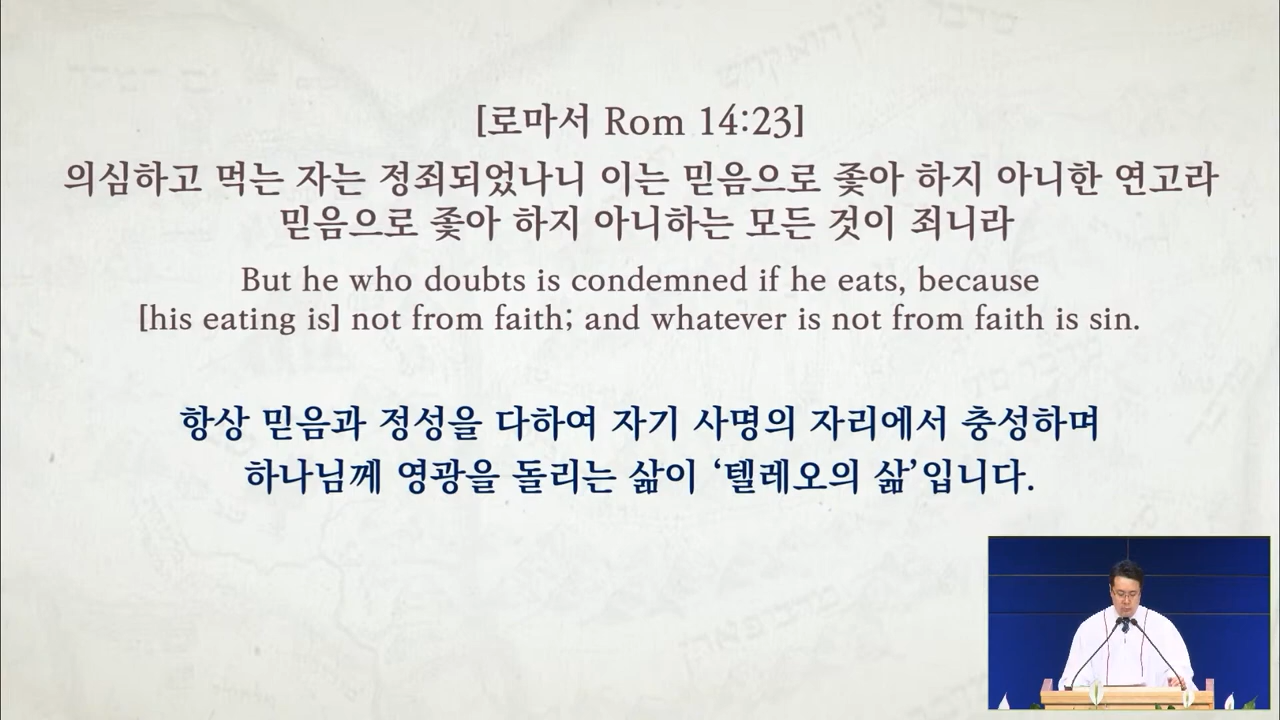 [로마서 Rom 14:23]
의심하고 먹는 자는 정죄되었나니 이는 믿음으로 좇아 하지 아니한 연고라
믿음으로 좇아 하지 아니하는 모든 것이 죄니라
But he who doubts is condemned if he eats, because
[his eating is] not from faith; and whatever is not from faith is sin.
항상 믿음과 정성을 다하여 자기 사명의 자리에서 충성하며
하나님께 영광을 돌리는 삶이 ‘텔레오의 삶’입니다.